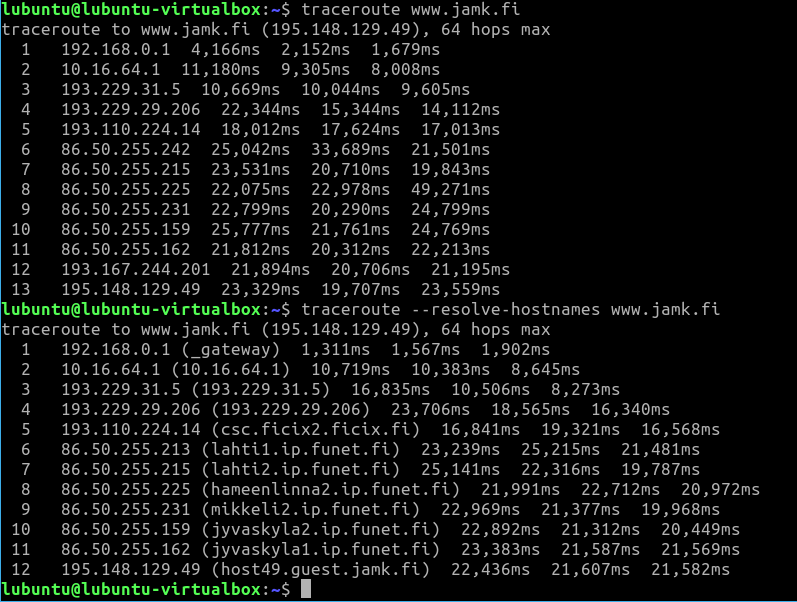 lubuntu@lubuntu-virtualbox:~$ traceroute www.jamk.fi
traceroute to www.jamk.fi (195.148.129.49), 64 hops max
  1   192.168.0.1  4,166ms  2,152ms  1,679ms
  2   10.16.64.1  11,180ms  9,305ms  8,008ms
  3   193.229.31.5  10,669ms  10,044ms  9,605ms
  4   193.229.29.206  22,344ms  15,344ms  14,112ms
  5   193.110.224.14  18,012ms  17,624ms  17,013ms
  6   86.50.255.242  25,042ms  33,689ms  21,501ms
  7   86.50.255.215  23,531ms  20,710ms  19,843ms
  8   86.50.255.225  22,075ms  22,978ms  49,271ms
  9   86.50.255.231  22,799ms  20,290ms  24,799ms
 10   86.50.255.159  25,777ms  21,761ms  24,769ms
 11   86.50.255.162  21,812ms  20,312ms  22,213ms
 12   193.167.244.201  21,894ms  20,706ms  21,195ms
 13   195.148.129.49  23,329ms  19,707ms  23,559ms
lubuntu@lubuntu-virtualbox:~$ traceroute --resolve-hostnames www.jamk.fi
traceroute to www.jamk.fi (195.148.129.49), 64 hops max
  1   192.168.0.1 (_gateway)  1,311ms  1,567ms  1,902ms
  2   10.16.64.1 (10.16.64.1)  10,719ms  10,383ms  8,645ms
  3   193.229.31.5 (193.229.31.5)  16,835ms  10,506ms  8,273ms
  4   193.229.29.206 (193.229.29.206)  23,706ms  18,565ms  16,340ms
  5   193.110.224.14 (csc.ficix2.ficix.fi)  16,841ms  19,321ms  16,568ms
  6   86.50.255.213 (lahti1.ip.funet.fi)  23,239ms  25,215ms  21,481ms
  7   86.50.255.215 (lahti2.ip.funet.fi)  25,141ms  22,316ms  19,787ms
  8   86.50.255.225 (hameenlinna2.ip.funet.fi)  21,991ms  22,712ms  20,972ms
  9   86.50.255.231 (mikkeli2.ip.funet.fi)  22,969ms  21,377ms  19,968ms
 10   86.50.255.159 (jyvaskyla2.ip.funet.fi)  22,892ms  21,312ms  20,449ms
 11   86.50.255.162 (jyvaskyla1.ip.funet.fi)  23,383ms  21,587ms  21,569ms
 12   195.148.129.49 (host49.guest.jamk.fi)  22,436ms  21,607ms  21,582ms
lubuntu@lubuntu-virtualbox:~$